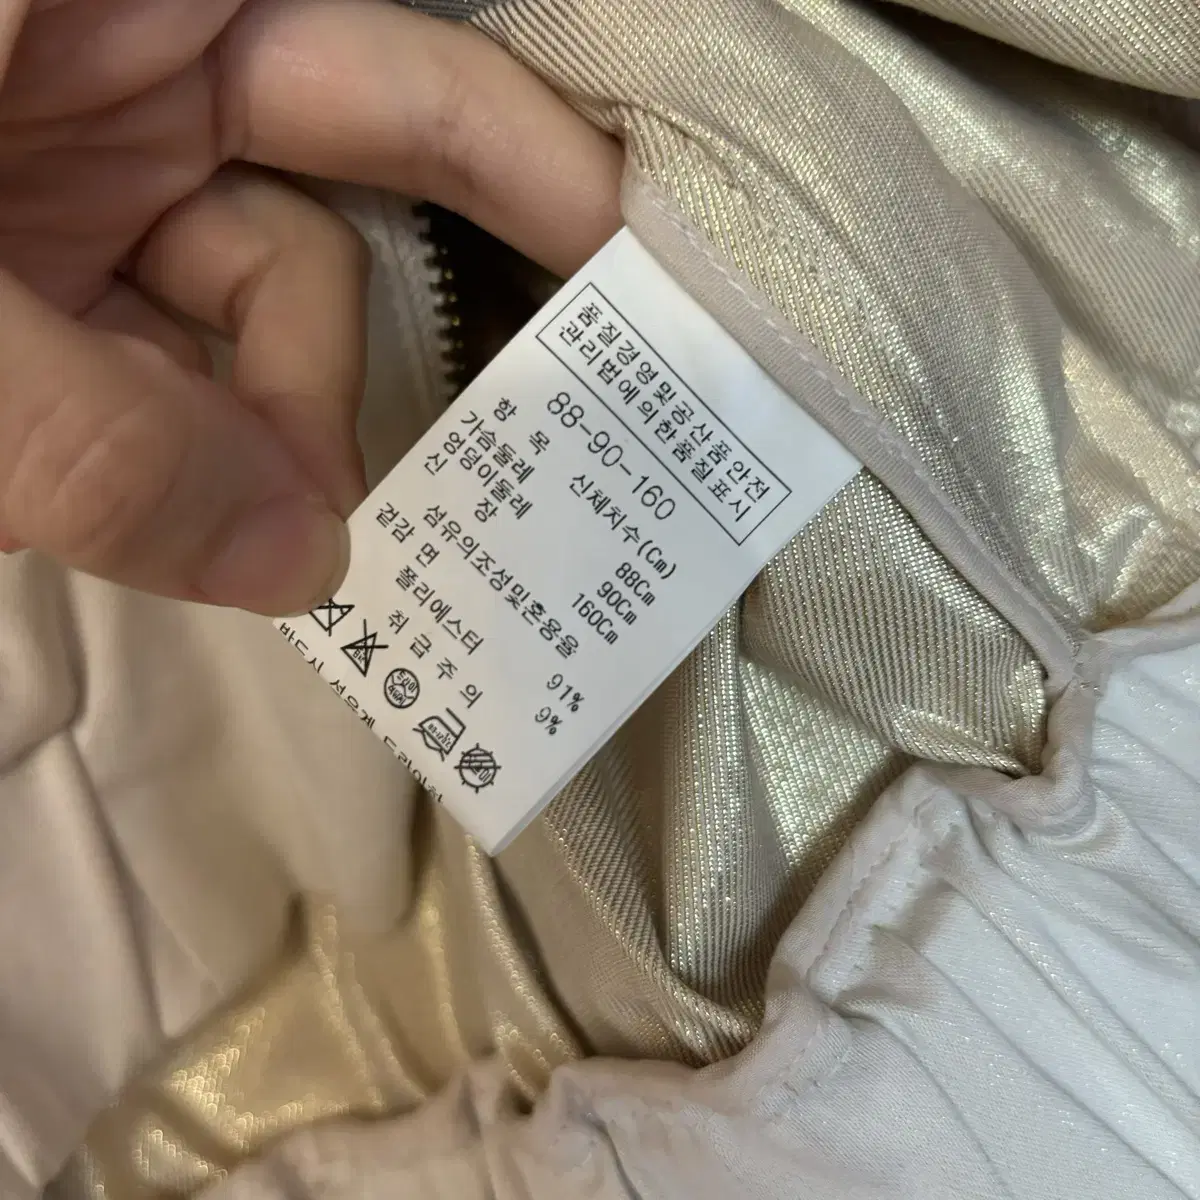 품질경영및공산품안전
관리법에의한품질표시
88-90-160
항 목 신체치수(Cm)
가슴둘레 88Cm
엉덩이둘레 90Cm
신 장 160Cm
섬유의조성및혼용율
겉감 면 91%
폴리에스터 9%
취 급 주 의
드라이